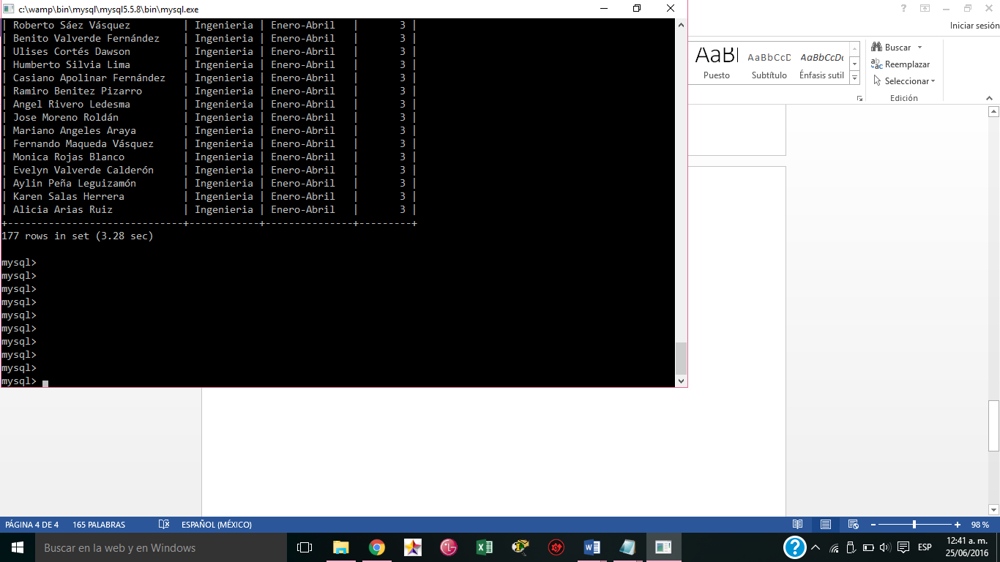 c:\wamp\bin\mysql\mysql5.5.8\bin\mysql.exe
| Roberto Sáez Vásquez | Ingenieria | Enero-Abril | 3 |
| Benito Valverde Fernández | Ingenieria | Enero-Abril | 3 |
| Ulises Cortés Dawson | Ingenieria | Enero-Abril | 3 |
| Humberto Silvia Lima | Ingenieria | Enero-Abril | 3 |
| Casiano Apolinar Fernández | Ingenieria | Enero-Abril | 3 |
| Ramiro Benitez Pizarro | Ingenieria | Enero-Abril | 3 |
| Angel Rivero Ledesma | Ingenieria | Enero-Abril | 3 |
| Jose Moreno Roldán | Ingenieria | Enero-Abril | 3 |
| Mariano Angeles Araya | Ingenieria | Enero-Abril | 3 |
| Fernando Maqueda Vásquez | Ingenieria | Enero-Abril | 3 |
| Monica Rojas Blanco | Ingenieria | Enero-Abril | 3 |
| Evelyn Valverde Calderón | Ingenieria | Enero-Abril | 3 |
| Aylin Peña Leguizamón | Ingenieria | Enero-Abril | 3 |
| Karen Salas Herrera | Ingenieria | Enero-Abril | 3 |
| Alicia Arias Ruiz | Ingenieria | Enero-Abril | 3 |
+------------------------------+------------+---------------+---------+
177 rows in set (3.28 sec)
mysql>
mysql>
mysql>
mysql>
mysql>
mysql>
mysql>
mysql>
mysql>
mysql>
Iniciar sesión
AaBl AaBbCcD AaBbCcDc
Puesto Subtítulo Énfasis sutil
Buscar
Reemplazar
Seleccionar
Edición
PÁGINA 4 DE 4 165 PALABRAS ESPAÑOL (MÉXICO) 98 %
Buscar en la web y en Windows
ESP
12:41 a. m.
25/06/2016